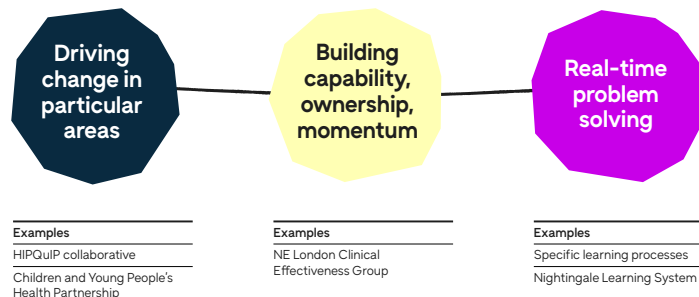 Driving
change in
particular
areas
Building
capability,
ownership,
momentum
Real-time
problem
solving
Examples
HIPQuIP collaborative
Children and Young People's
Health Partnership
Examples
NE London Clinical
Effectiveness Group
Examples
Specific learning processes
Nightingale Learning System